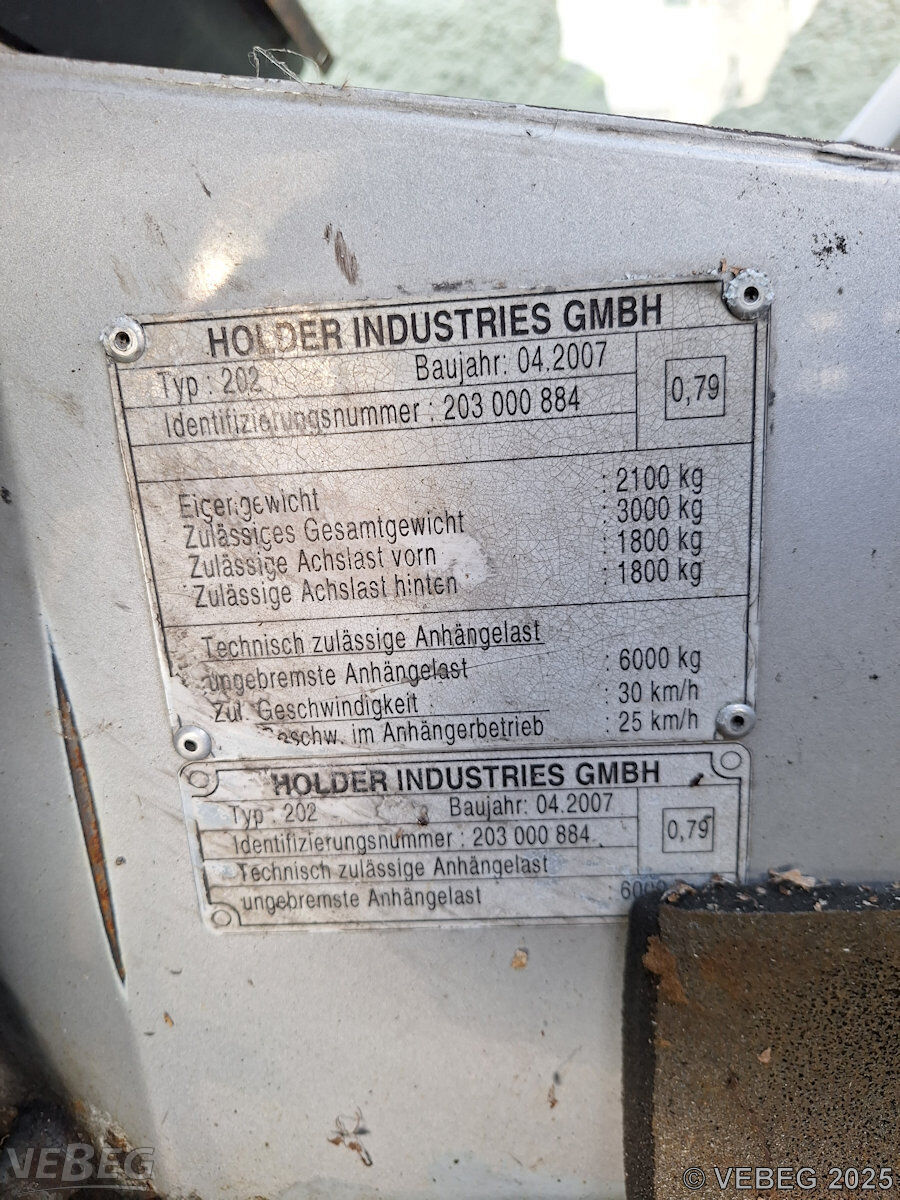 HOLDER INDUSTRIES GMBH
Typ : 202 Baujahr: 04.2007
0,79
Identifizierungsnummer : 203 000 884
Eigengewicht : 2100 kg
Zulässiges Gesamtgewicht : 3000 kg
Zulässige Achslast vorn : 1800 kg
Zulässige Achslast hinten : 1800 kg
Technisch zulässige Anhängelast
ungebremste Anhängelast : 6000 kg
Zul. Geschwindigkeit : 30 km/h
Geschw. im Anhängerbetrieb : 25 km/h
HOLDER INDUSTRIES GMBH
Typ : 202 Baujahr: 04.2007
0,79
Identifizierungsnummer : 203 000 884
Technisch zulässige Anhängelast
ungebremste Anhängelast
VEBEG
© VEBEG 2025